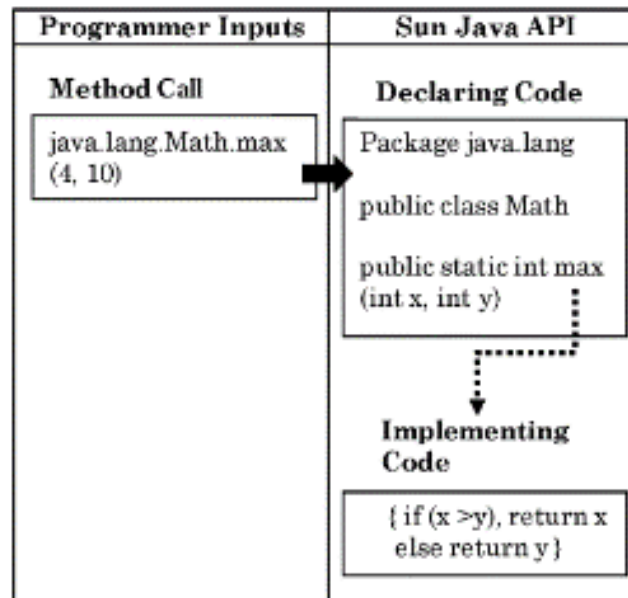 Programmer Inputs
Sun Java API
Method Call
java.lang.Math.max
(4, 10)
Declaring Code
Package java.lang
public class Math
public static int max
(int x, int y)
Implementing
Code
{ if (x >y), return x
else return y }